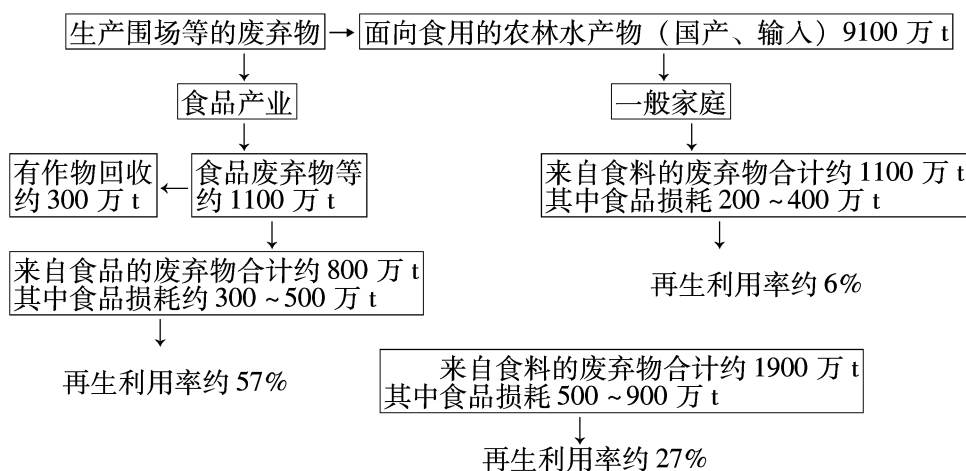 生产围场等的废弃物
面向食用的农林水产物（国产、输入）9100 万 t
食品产业
一般家庭
有作物回收
约 300 万 t
食品废弃物等
约 1100 万 t
来自食料的废弃物合计约 1100 万 t
其中食品损耗 200 ~ 400 万 t
来自食品的废弃物合计约 800 万 t
其中食品损耗约 300 ~ 500 万 t
再生利用率约 6%
再生利用率约 57%
来自食料的废弃物合计约 1900 万 t
其中食品损耗 500 ~ 900 万 t
再生利用率约 27%